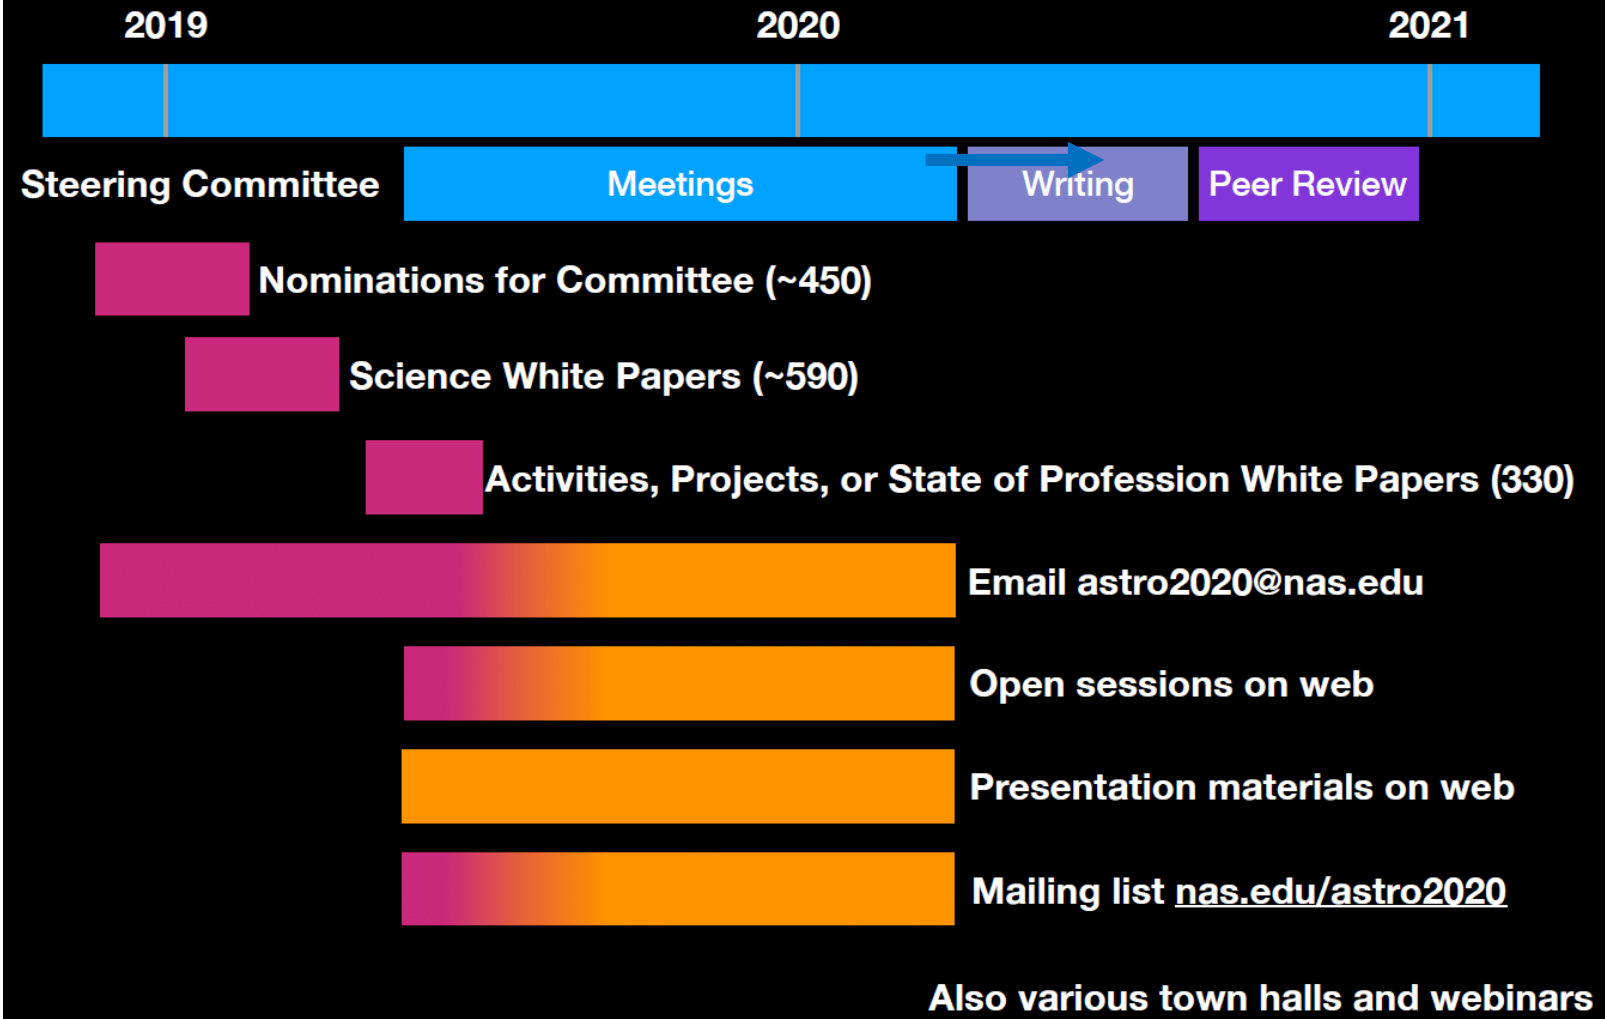 2019 2020 2021
Steering Committee Meetings Writing Peer Review
Nominations for Committee (~450)
Science White Papers (~590)
Activities, Projects, or State of Profession White Papers (330)
Email astro2020@nas.edu
Open sessions on web
Presentation materials on web
Mailing list nas.edu/astro2020
Also various town halls and webinars